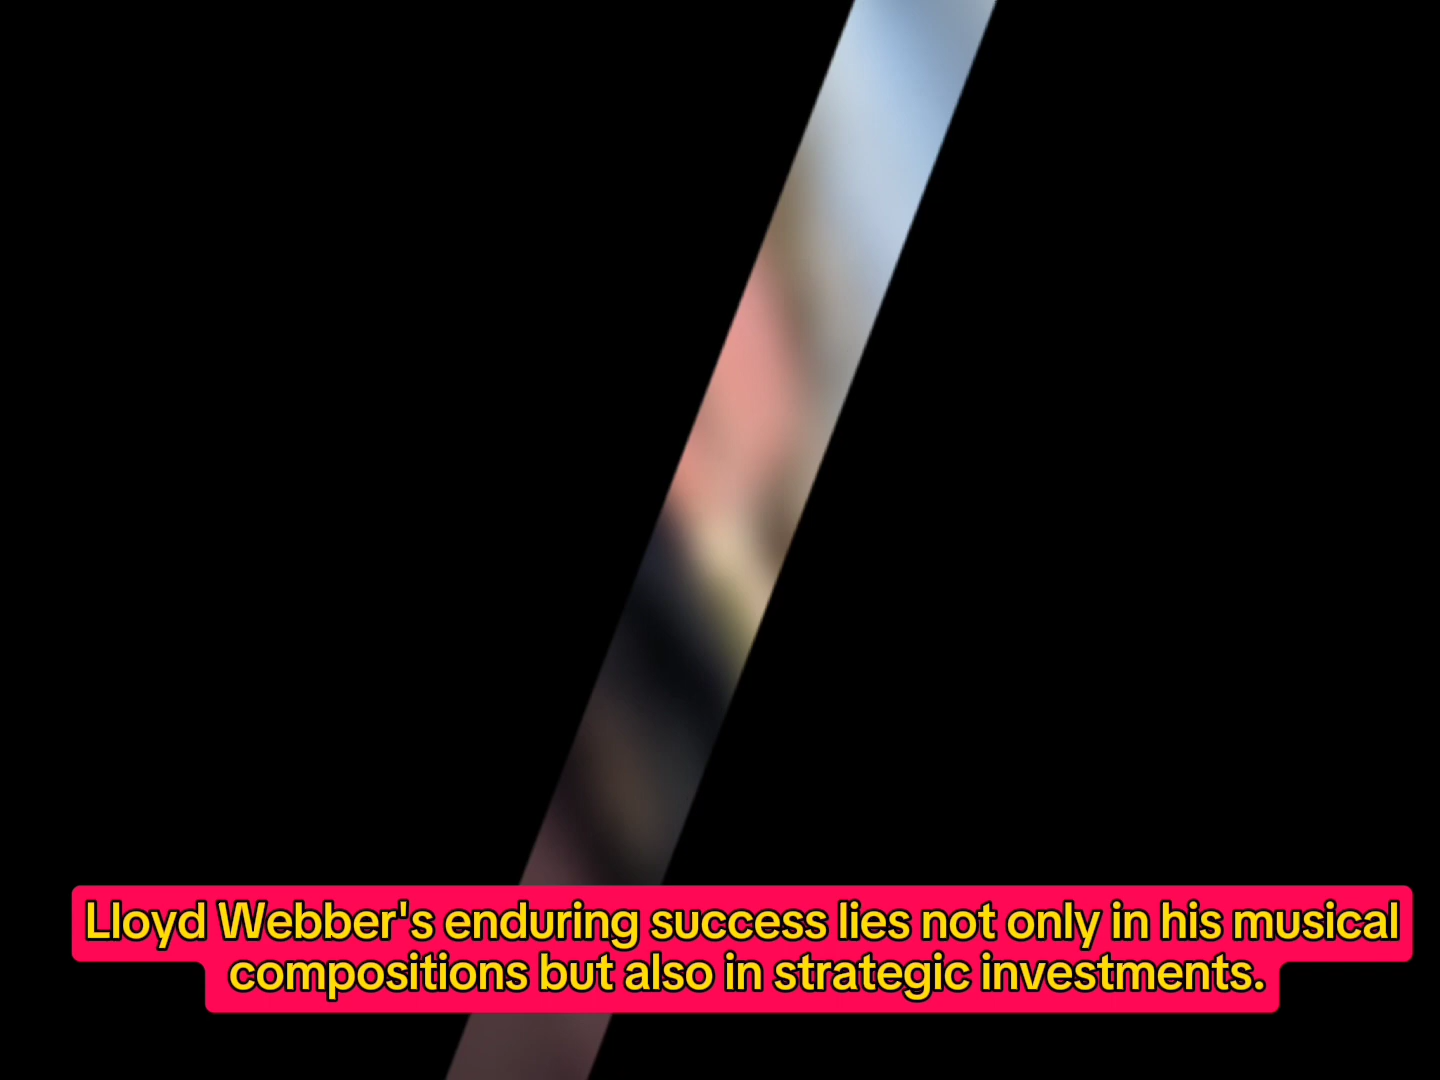 Lloyd Webber's enduring success lies not only in his musical
compositions but also in strategic investments.